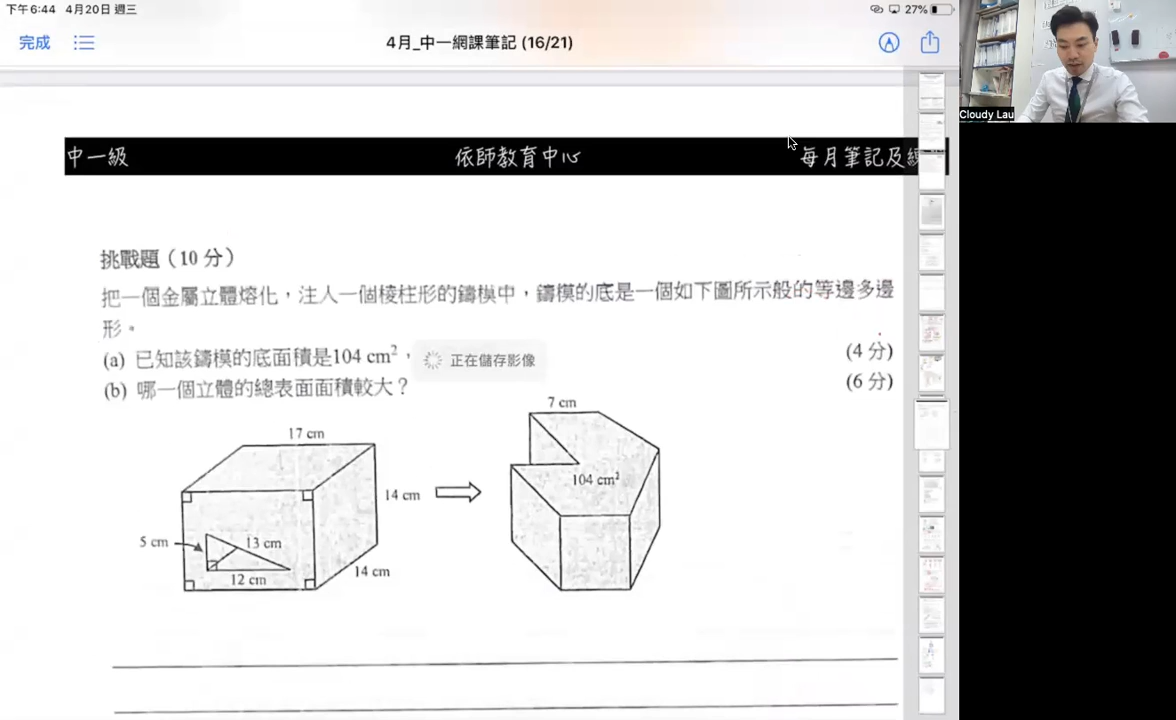 下午6:44 4月20日 週三
27%
完成
4月_中一網課筆記 (16/21)
Cloudy Lau
中一級 依師教育中心 每月筆記及
挑戰題（10 分）
把一個金屬立體熔化，注入一個棱柱形的鑄模中，鑄模的底是一個如下圖所示般的等邊多邊
形。
(a) 已知該鑄模的底面積是104 cm²， (4 分)
正在儲存影像
(b) 哪一個立體的總表面面積較大？ (6 分)
7 cm
17 cm
104 cm²
14 cm
5 cm
13 cm
12 cm
14 cm